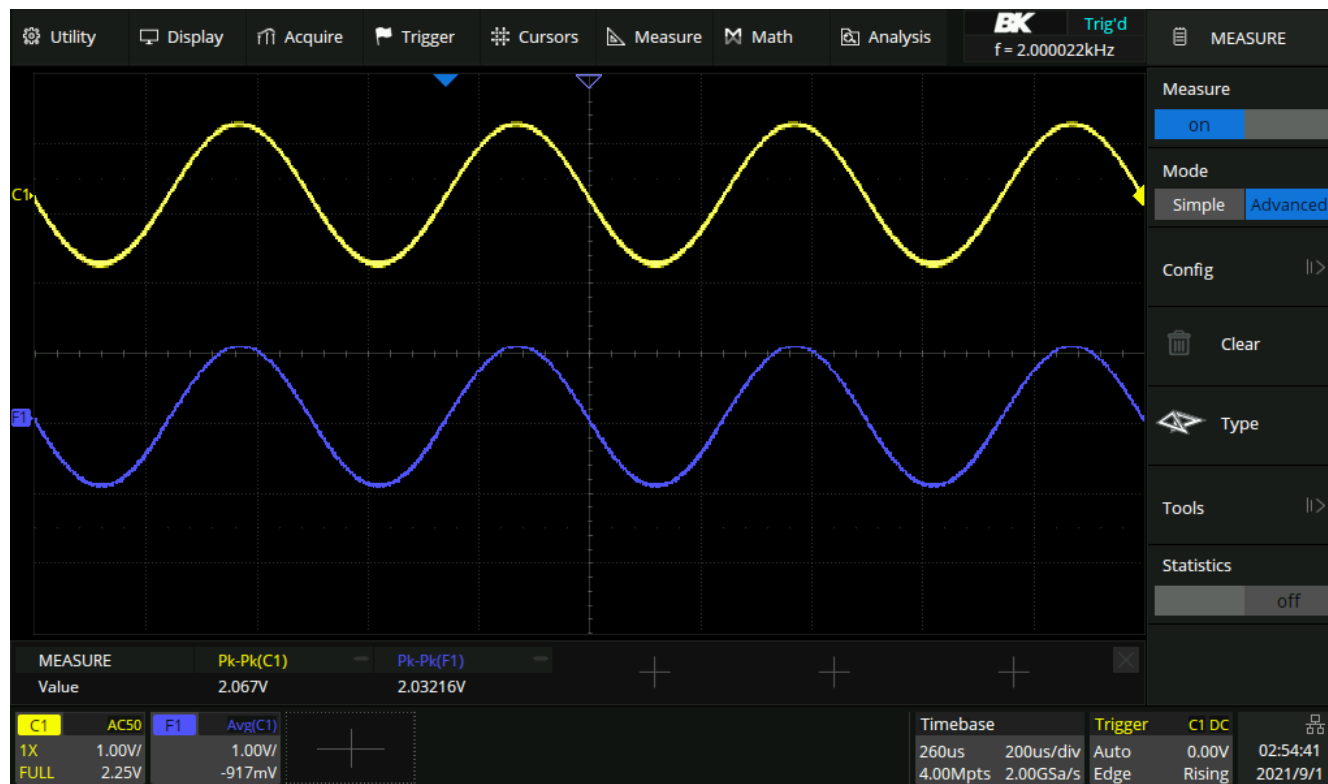 Utility Display Acquire Trigger Cursors Measure Math Analysis
BK Trig'd
f = 2.000022kHz
MEASURE
Measure
on
Mode
Simple Advanced
Config
Clear
Type
Tools
Statistics
off
C1
F1
MEASURE Pk-Pk(C1) Pk-Pk(F1)
Value 2.067V 2.03216V
C1 AC50
1X 1.00V/
FULL 2.25V
F1 Avg(C1)
1.00V/
-917mV
Timebase
260us 200us/div
4.00Mpts 2.00GSa/s
Trigger C1 DC
Auto 0.00V
Edge Rising
02:54:41
2021/9/1